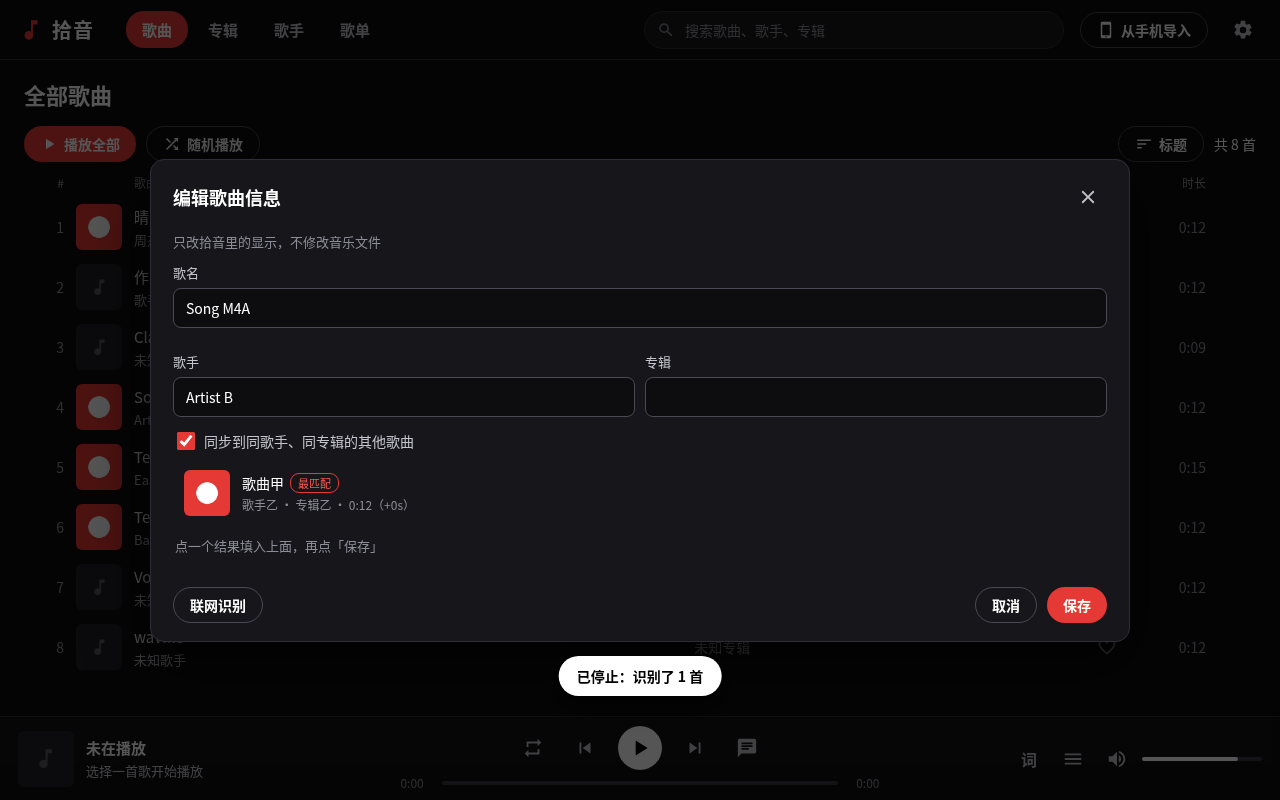 拾音
歌曲
专辑
歌手
歌单
搜索歌曲、歌手、专辑
从手机导入
全部歌曲
播放全部
随机播放
标题
共 8 首
#
时长
编辑歌曲信息
只改拾音里的显示，不修改音乐文件
歌名
Song M4A
歌手
专辑
Artist B
同步到同歌手、同专辑的其他歌曲
歌曲甲
最匹配
歌手乙 · 专辑乙 · 0:12（+0s）
点一个结果填入上面，再点「保存」
联网识别
取消
保存
1
晴
0:12
2
作
0:12
3
0:09
4
So
0:12
5
Te
0:15
6
Te
0:12
7
Vo
0:12
8
未知歌手
未知专辑
0:12
已停止：识别了 1 首
未在播放
选择一首歌开始播放
0:00
0:00
词